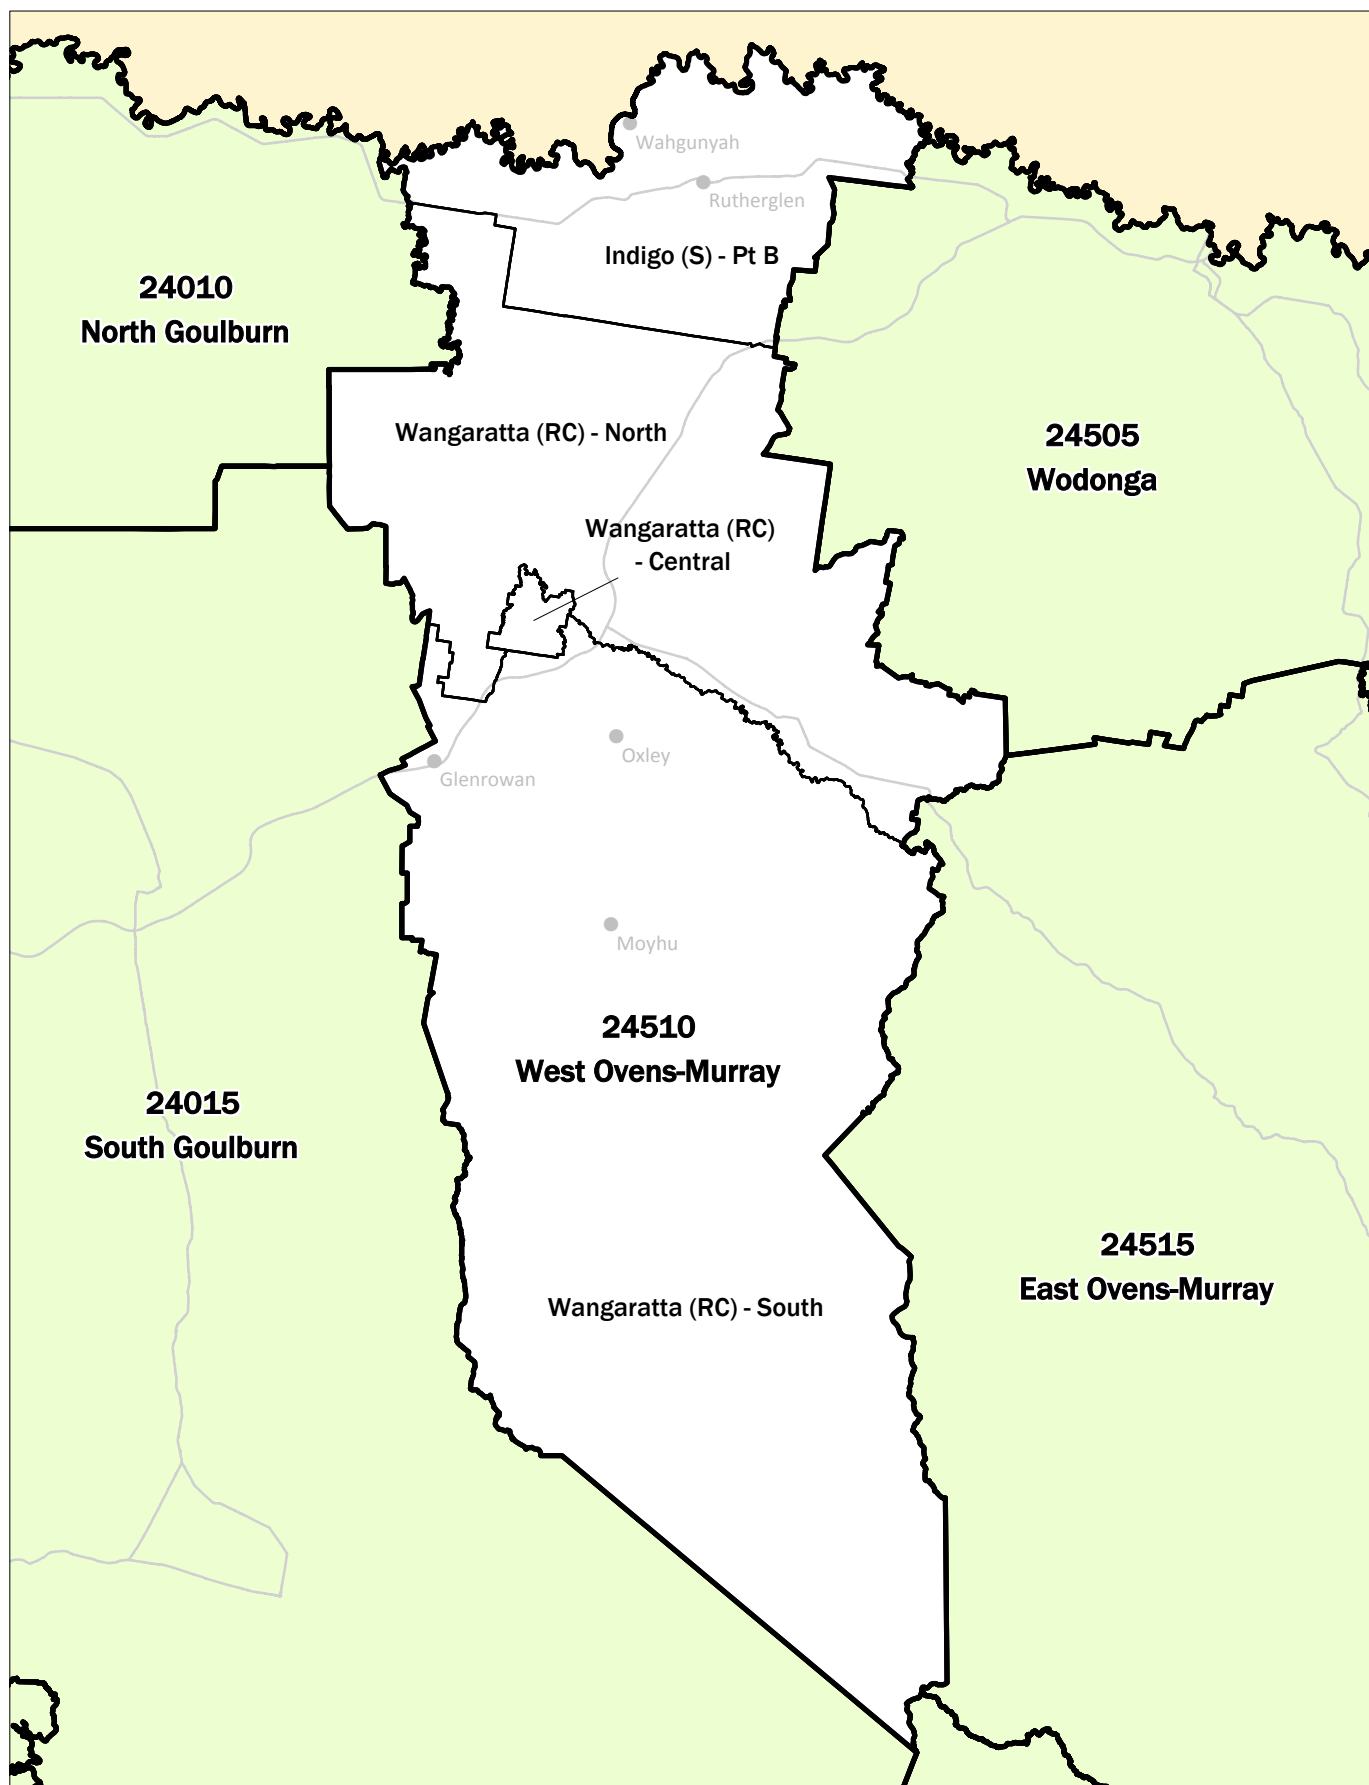 Wahgunyah
Rutherglen
Indigo (S) - Pt B
24010
North Goulburn
Wangaratta (RC) - North
24505
Wodonga
Wangaratta (RC)
- Central
Oxley
Glenrowan
Moyhu
24510
West Ovens-Murray
24015
South Goulburn
24515
East Ovens-Murray
Wangaratta (RC) - South